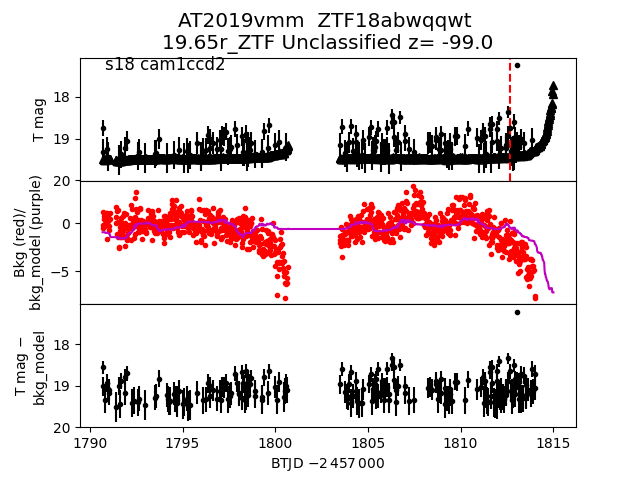 AT2019vmm ZTF18abwqqwt
19.65r_ZTF Unclassified z= -99.0
s18 cam1ccd2
T mag
18
19
20
Bkg (red)/
bkg_model (purple)
0
−5
T mag −
bkg_model
18
19
20
1790 1795 1800 1805 1810 1815
BTJD −2 457 000